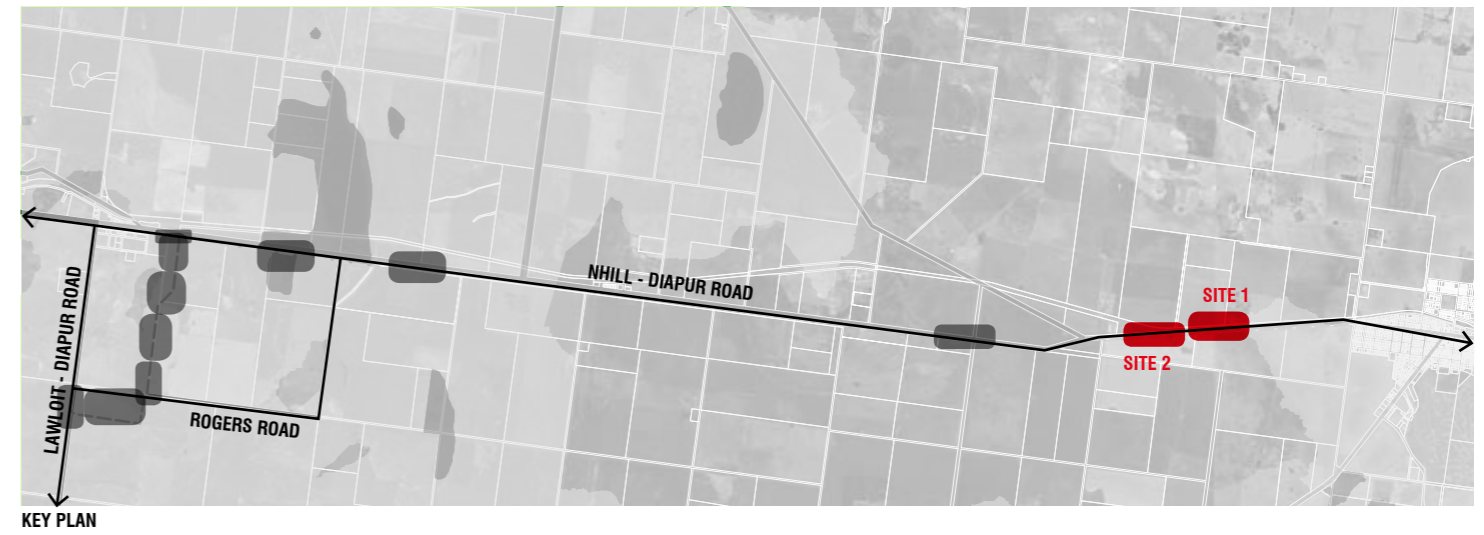 SITE 1
NHILL - DIAPUR ROAD
SITE 2
LAWLOIT - DIAPUR ROAD
ROGERS ROAD
KEY PLAN